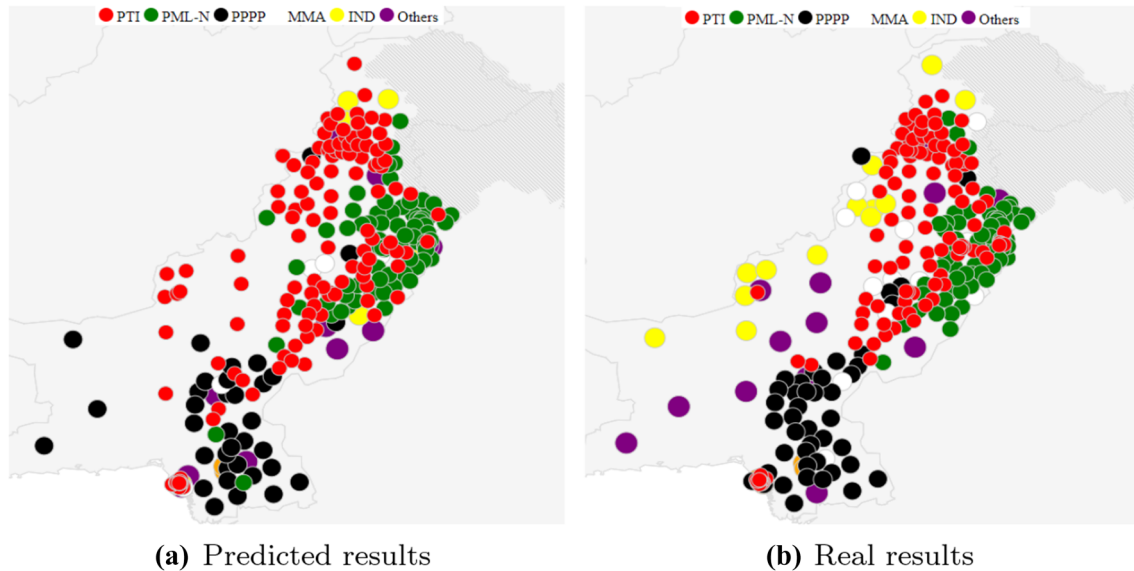 PTI PML-N PPPP MMA IND Others
PTI PML-N PPPP MMA IND Others
(a) Predicted results
(b) Real results